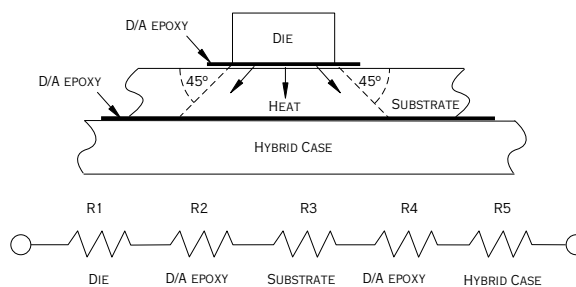 D/A EPOXY
DIE
D/A EPOXY
45°
45°
HEAT
SUBSTRATE
HYBRID CASE
R1 R2 R3 R4 R5
DIE D/A EPOXY SUBSTRATE D/A EPOXY HYBRID CASE